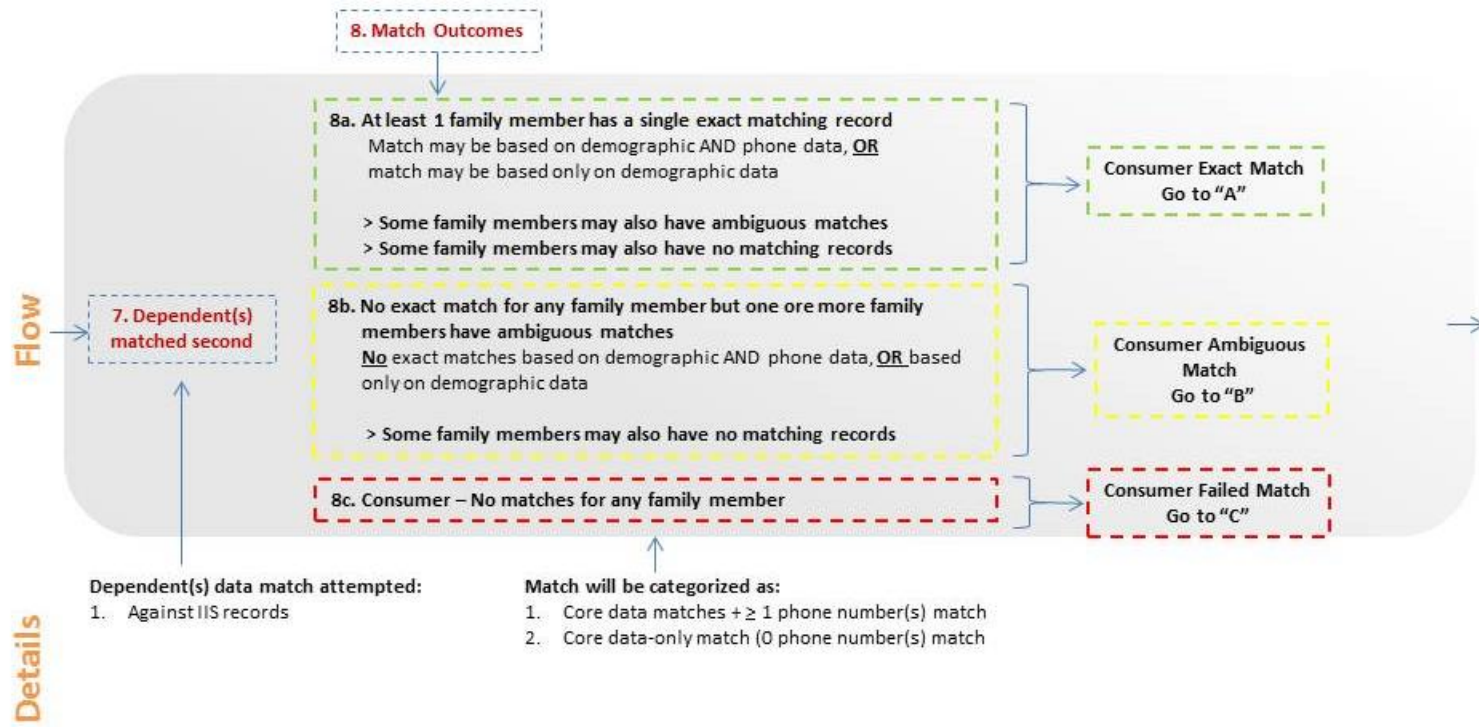 8. Match Outcomes
8a. At least 1 family member has a single exact matching record
Match may be based on demographic AND phone data, OR
match may be based only on demographic data
> Some family members may also have ambiguous matches
> Some family members may also have no matching records
Consumer Exact Match
Go to “A”
Flow
7. Dependent(s)
matched second
8b. No exact match for any family member but one ore more family
members have ambiguous matches
No exact matches based on demographic AND phone data, OR based
only on demographic data
> Some family members may also have no matching records
Consumer Ambiguous
Match
Go to “B”
8c. Consumer – No matches for any family member
Consumer Failed Match
Go to “C”
Details
Dependent(s) data match attempted:
1. Against IIS records
Match will be categorized as:
1. Core data matches + ≥ 1 phone number(s) match
2. Core data-only match (0 phone number(s) match